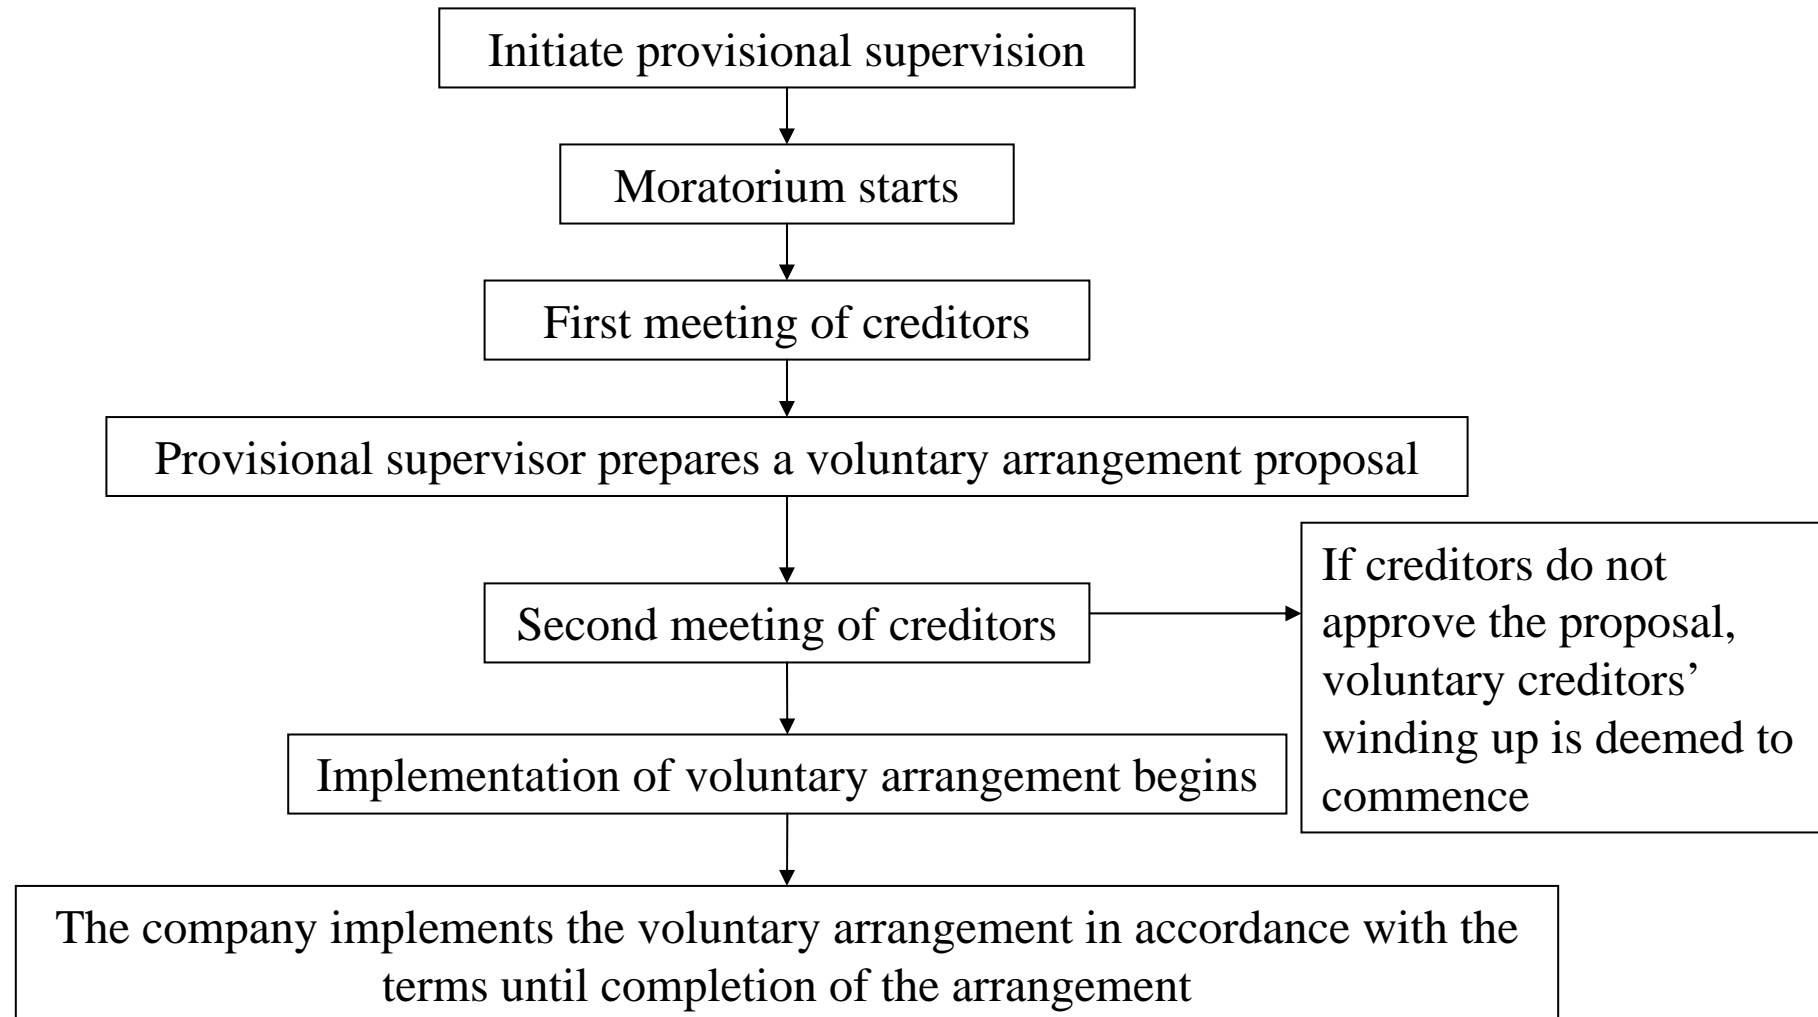 Initiate provisional supervision
Moratorium starts
First meeting of creditors
Provisional supervisor prepares a voluntary arrangement proposal
Second meeting of creditors
If creditors do not
approve the proposal,
voluntary creditors’
winding up is deemed to
commence
Implementation of voluntary arrangement begins
The company implements the voluntary arrangement in accordance with the
terms until completion of the arrangement